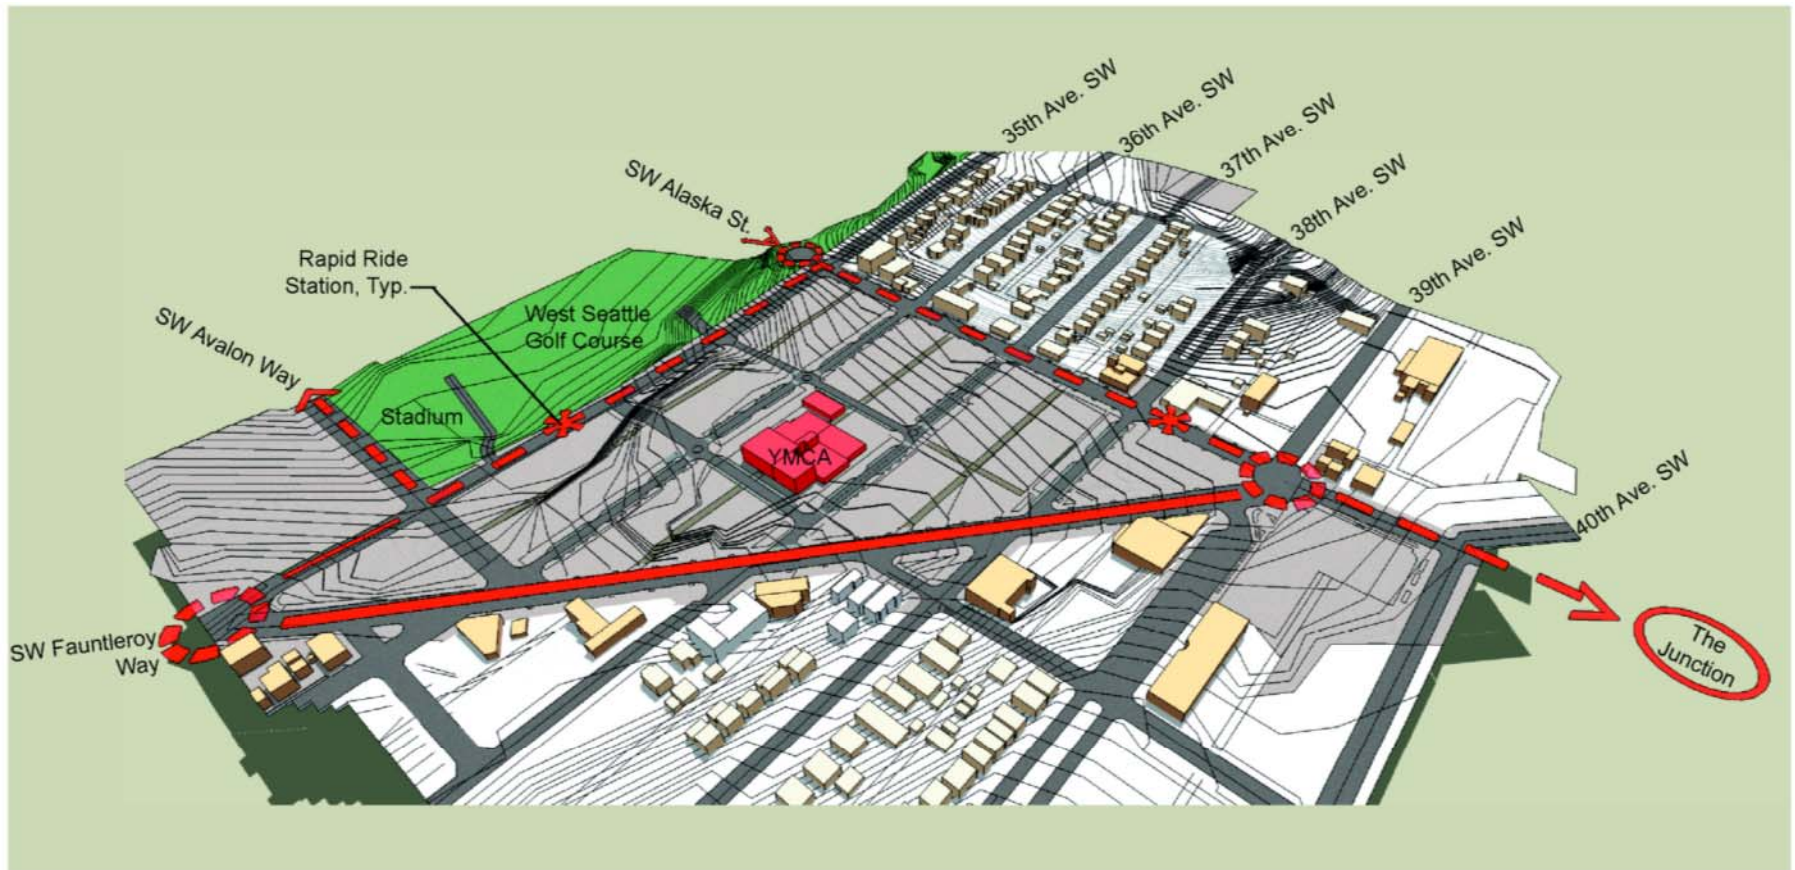 35th Ave. SW
36th Ave. SW
37th Ave. SW
38th Ave. SW
39th Ave. SW
40th Ave. SW
SW Alaska St.
Rapid Ride
Station, Typ.
SW Avalon Way
West Seattle
Golf Course
Stadium
YMCA
SW Fauntleroy
Way
The
Junction